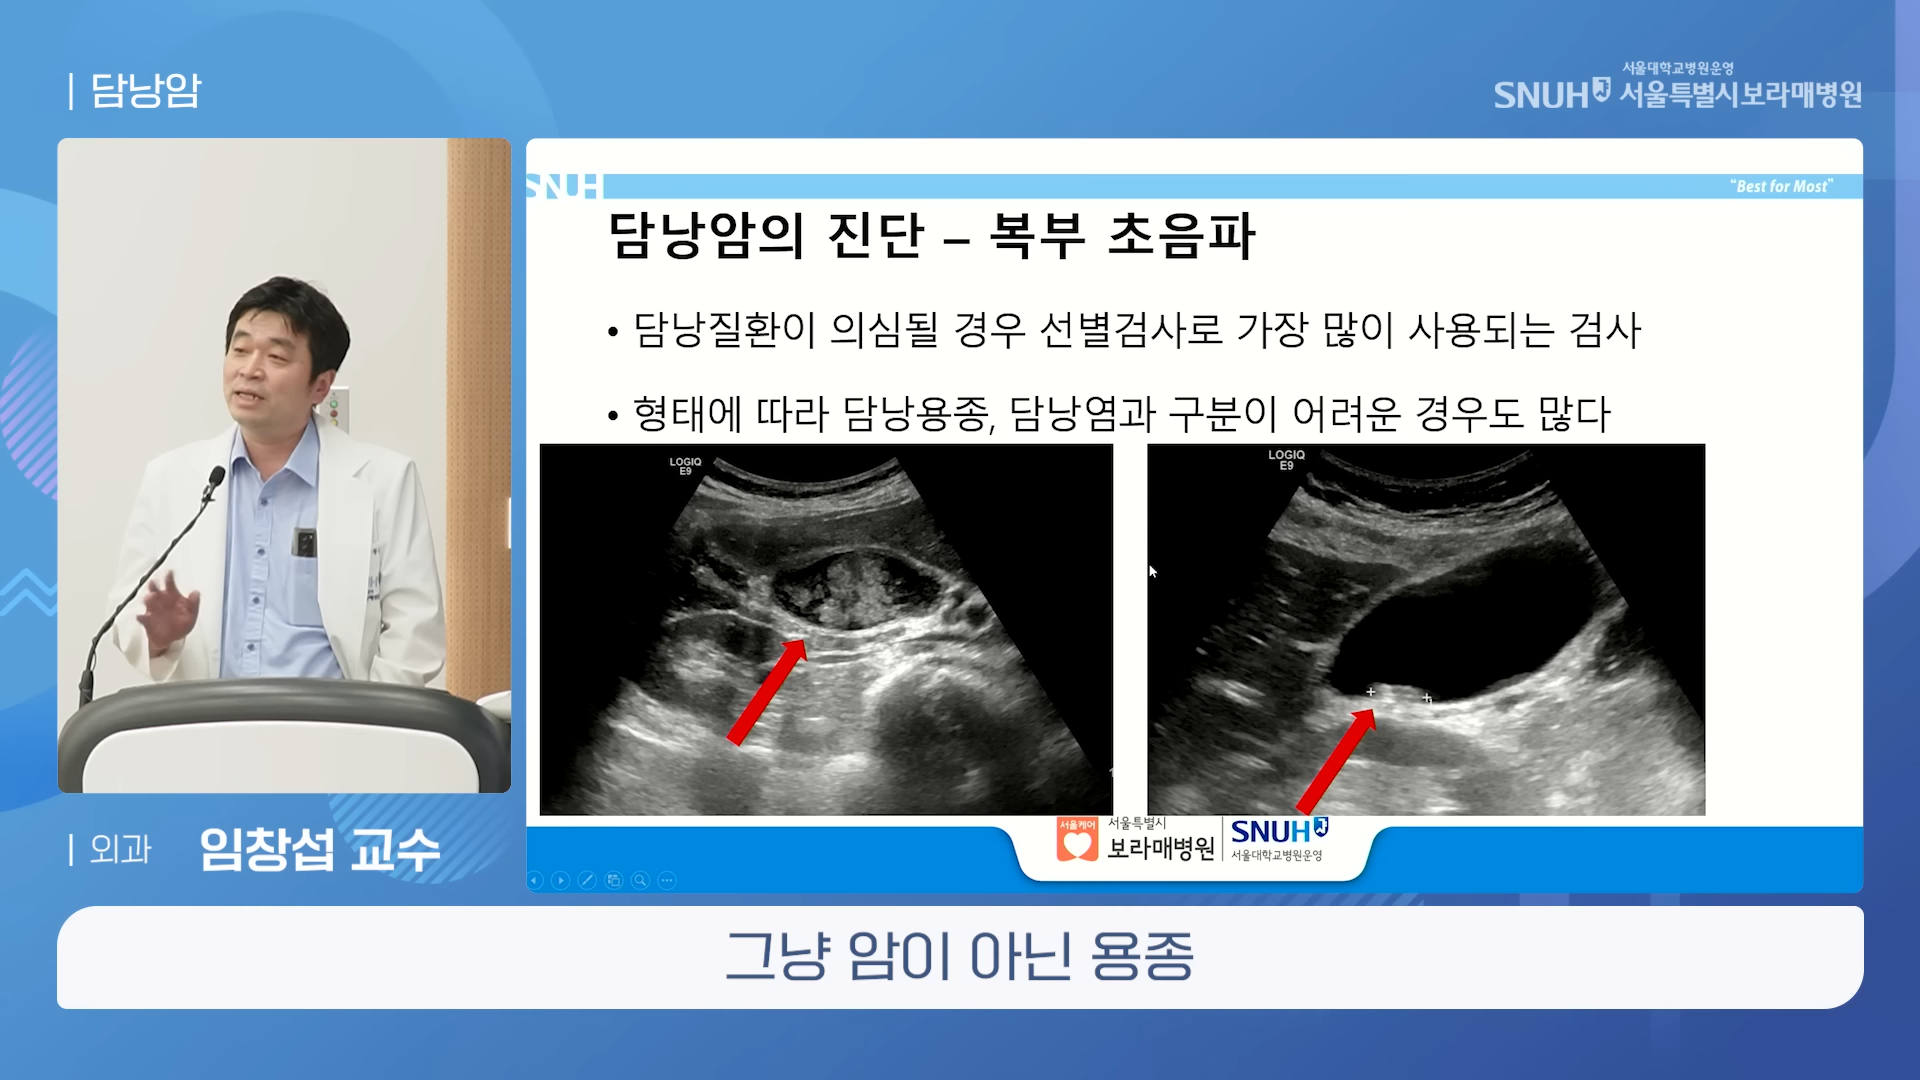 담낭암
서울대학교병원운영
SNUH 서울특별시보라매병원
SNUH
“Best for Most”
담낭암의 진단 – 복부 초음파
• 담낭질환이 의심될 경우 선별검사로 가장 많이 사용되는 검사
• 형태에 따라 담낭용종, 담낭염과 구분이 어려운 경우도 많다
LOGIQ
E9
LOGIQ
E9
서울케어
서울특별시
보라매병원
SNUH
서울대학교병원운영
외과 임창섭 교수
그냥 암이 아닌 용종